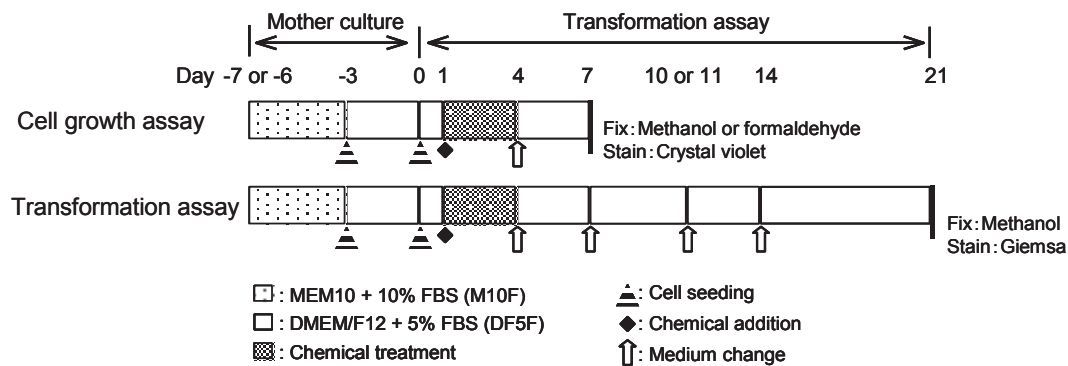 Mother culture Transformation assay
Day -7 or -6 -3 0 1 4 7 10 or 11 14 21
Cell growth assay
Fix: Methanol or formaldehyde
Stain: Crystal violet
Transformation assay
Fix: Methanol
Stain: Giemsa
: MEM10 + 10% FBS (M10F)
: DMEM/F12 + 5% FBS (DF5F)
: Chemical treatment
: Cell seeding
: Chemical addition
: Medium change